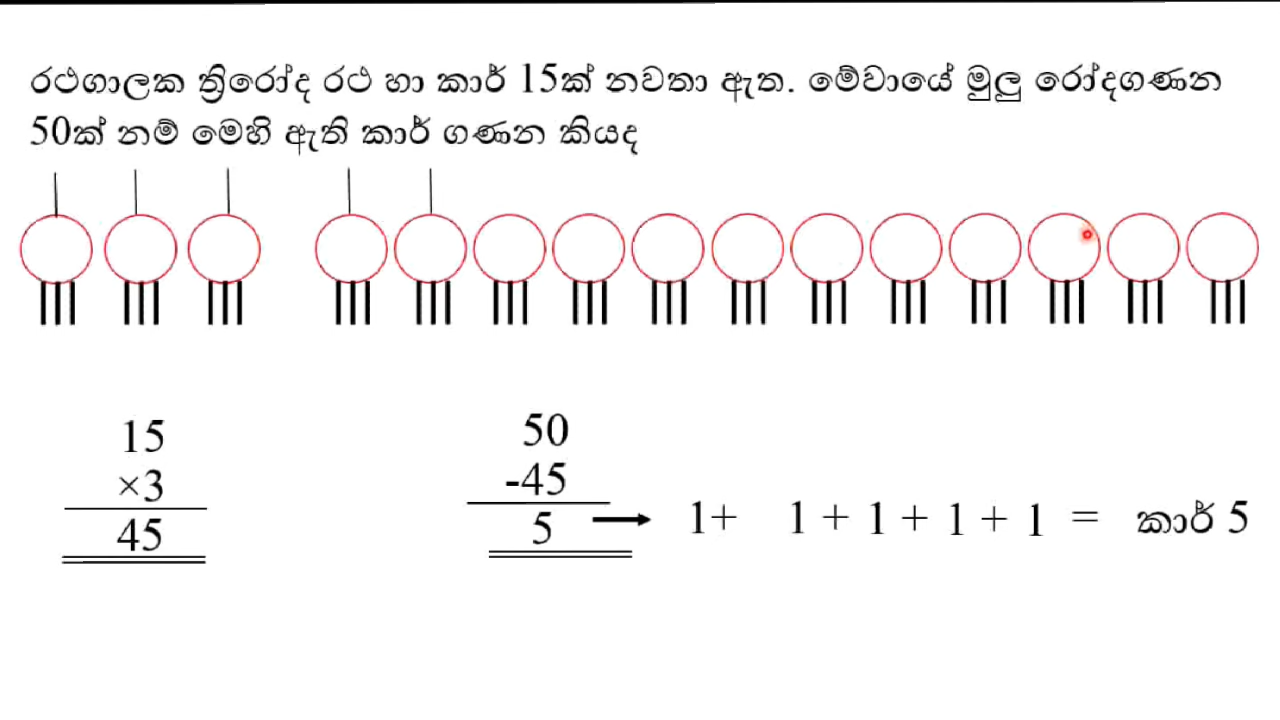 රථගාලක ත්‍රිරෝද රථ හා කාර් 15ක් නවතා ඇත. මේවායේ මුලු රෝදගණන
50ක් නම් මෙහි ඇති කාර් ගණන කියද
15
×3
45
50
-45
5
1+ 1 + 1 + 1 + 1 = කාර් 5